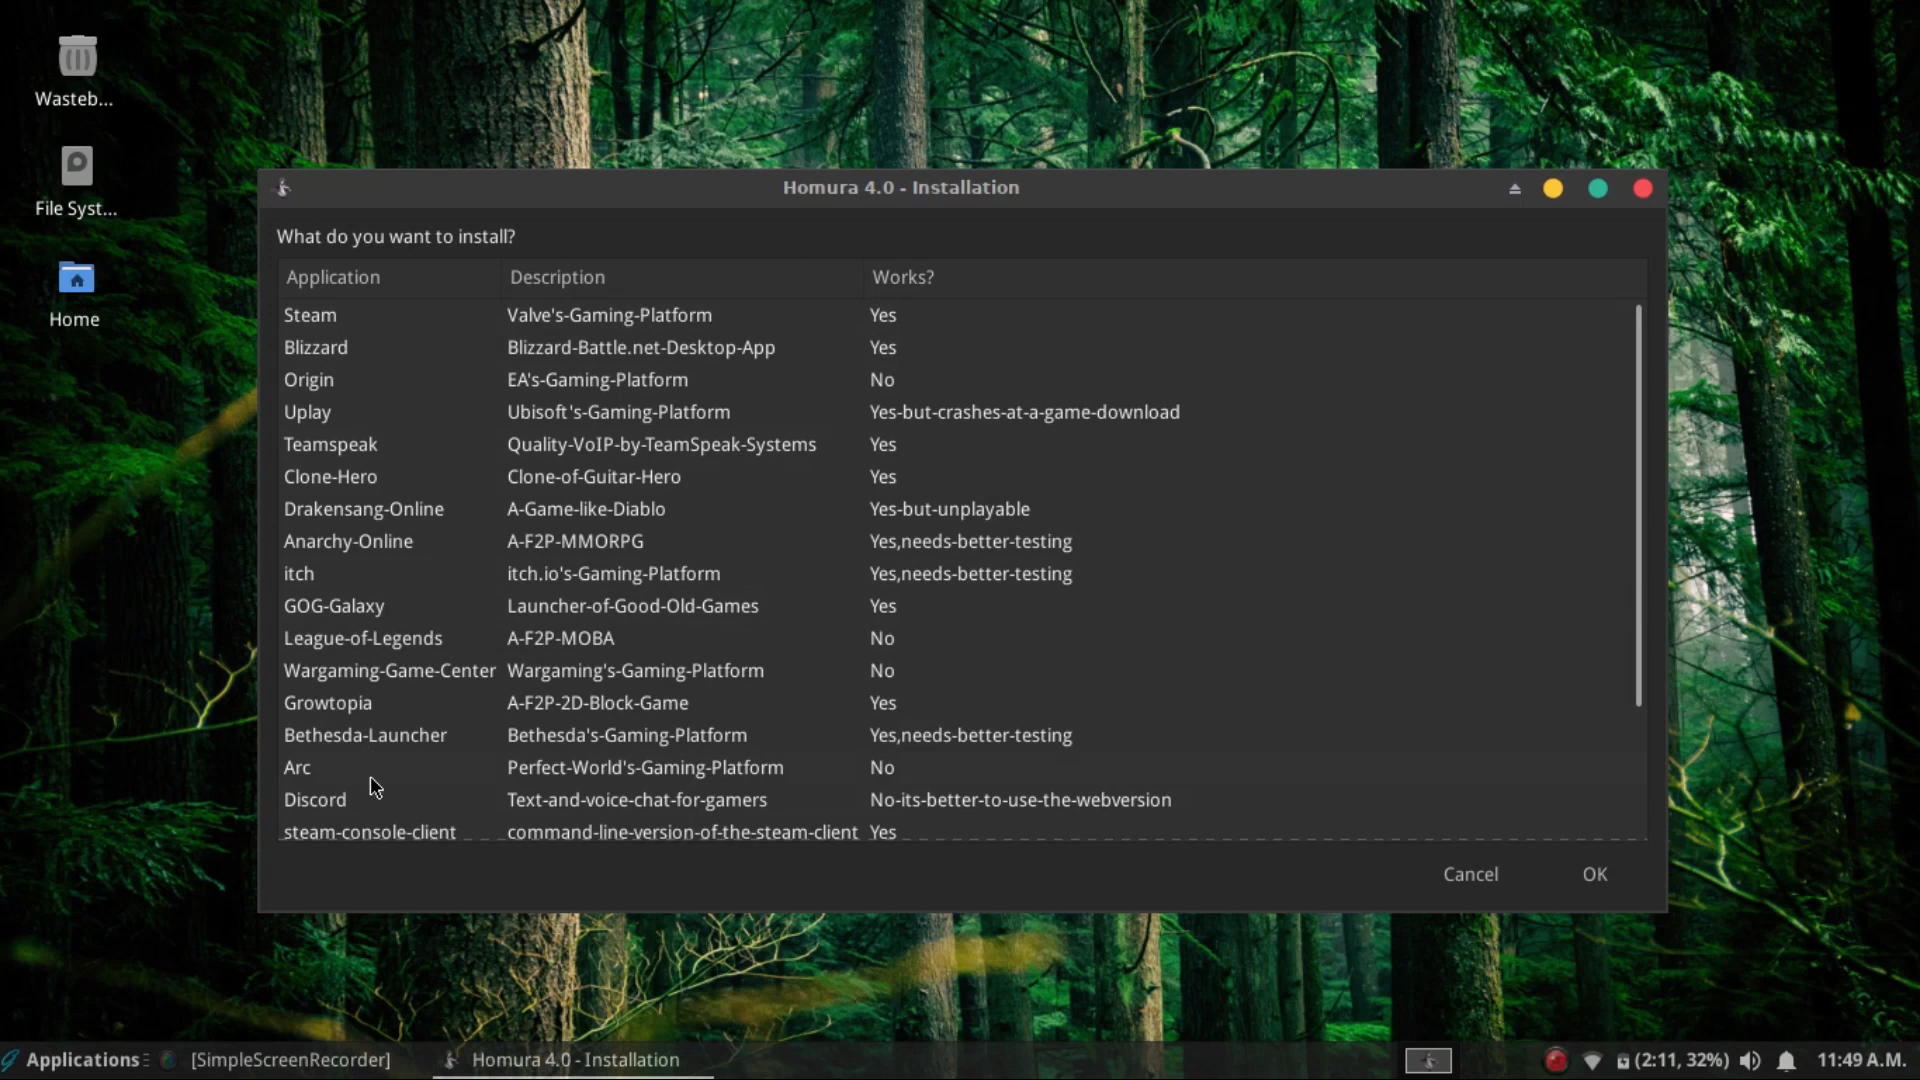 Wasteb...
File Syst...
Home
Homura 4.0 - Installation
What do you want to install?
Application Description Works?
Steam Valve's-Gaming-Platform Yes
Blizzard Blizzard-Battle.net-Desktop-App Yes
Origin EA's-Gaming-Platform No
Uplay Ubisoft's-Gaming-Platform Yes-but-crashes-at-a-game-download
Teamspeak Quality-VoIP-by-TeamSpeak-Systems Yes
Clone-Hero Clone-of-Guitar-Hero Yes
Drakensang-Online A-Game-like-Diablo Yes-but-unplayable
Anarchy-Online A-F2P-MMORPG Yes,needs-better-testing
itch itch.io's-Gaming-Platform Yes,needs-better-testing
GOG-Galaxy Launcher-of-Good-Old-Games Yes
League-of-Legends A-F2P-MOBA No
Wargaming-Game-Center Wargaming's-Gaming-Platform No
Growtopia A-F2P-2D-Block-Game Yes
Bethesda-Launcher Bethesda's-Gaming-Platform Yes,needs-better-testing
Arc Perfect-World's-Gaming-Platform No
Discord Text-and-voice-chat-for-gamers No-its-better-to-use-the-webversion
steam-console-client command-line-version-of-the-steam-client Yes
Cancel OK
Applications [SimpleScreenRecorder] Homura 4.0 - Installation (2:11, 32%) 11:49 A.M.